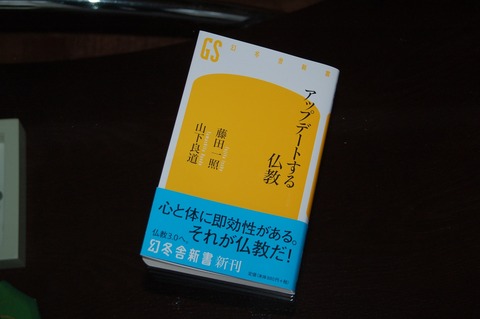 GS 幻冬舎新書
アップデートする仏教
藤田一照
山下良道
心と体に即効性がある。
それが仏教だ!
仏教3.0へ。
幻冬舎新書 新刊